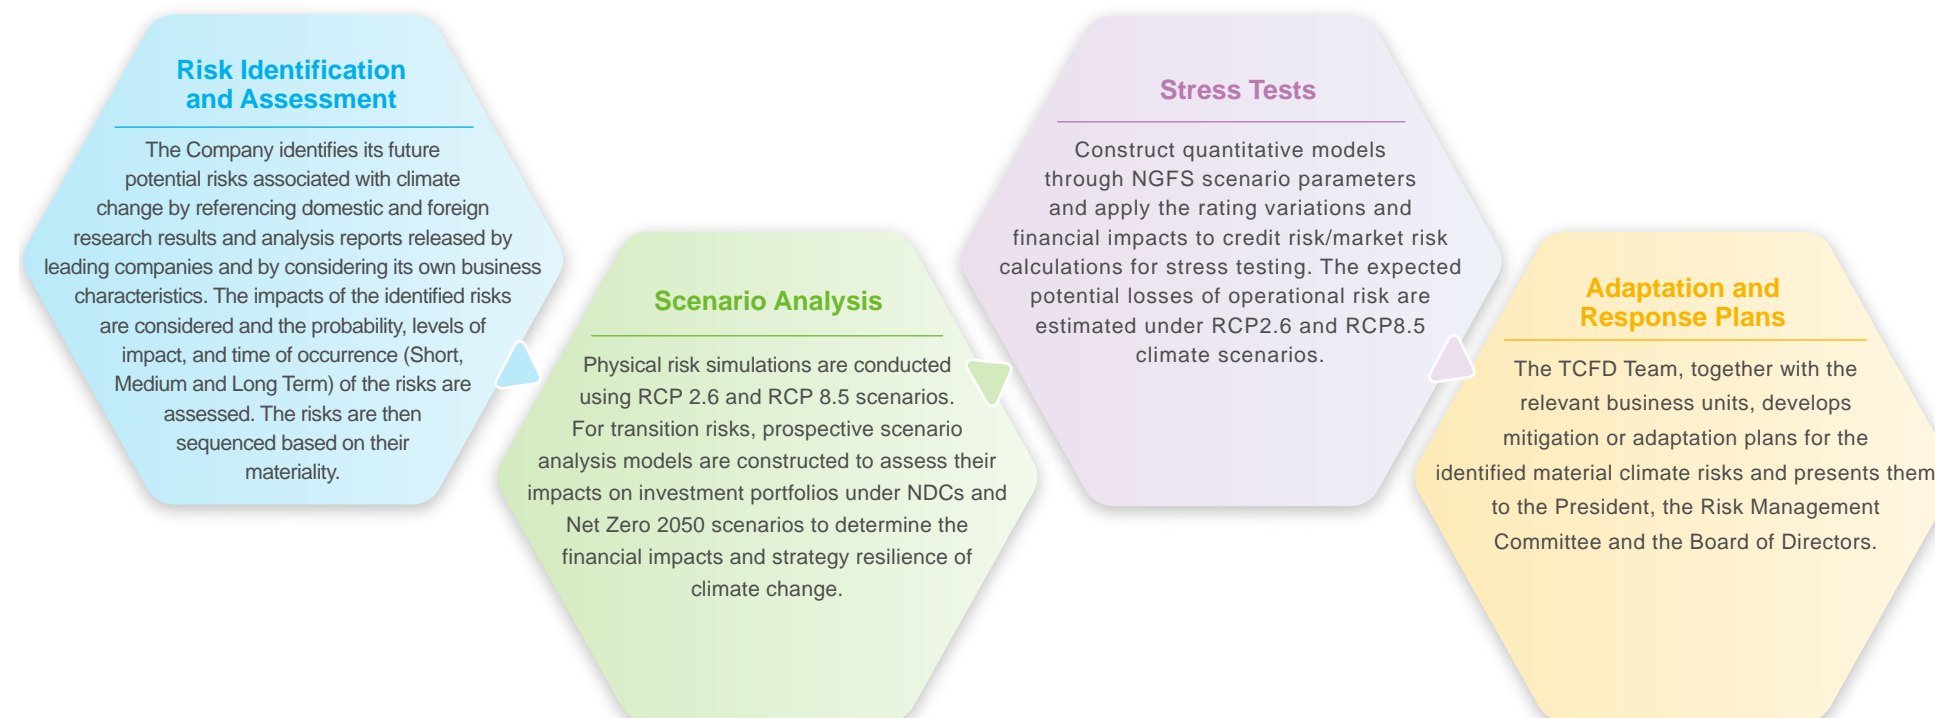 Risk Identification
and Assessment
The Company identifies its future
potential risks associated with climate
change by referencing domestic and foreign
research results and analysis reports released by
leading companies and by considering its own business
characteristics. The impacts of the identified risks
are considered and the probability, levels of
impact, and time of occurrence (Short,
Medium and Long Term) of the risks are
assessed. The risks are then
sequenced based on their
materiality.
Scenario Analysis
Physical risk simulations are conducted
using RCP 2.6 and RCP 8.5 scenarios.
For transition risks, prospective scenario
analysis models are constructed to assess their
impacts on investment portfolios under NDCs and
Net Zero 2050 scenarios to determine the
financial impacts and strategy resilience of
climate change.
Stress Tests
Construct quantitative models
through NGFS scenario parameters
and apply the rating variations and
financial impacts to credit risk/market risk
calculations for stress testing. The expected
potential losses of operational risk are
estimated under RCP2.6 and RCP8.5
climate scenarios.
Adaptation and
Response Plans
The TCFD Team, together with the
relevant business units, develops
mitigation or adaptation plans for the
identified material climate risks and presents them
to the President, the Risk Management
Committee and the Board of Directors.